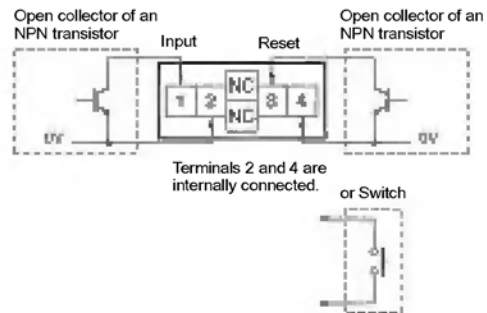 Open collector of an
NPN transistor
Open collector of an
NPN transistor
Input
Reset
NC
1 2 3 4
NC
0V
0V
Terminals 2 and 4 are
internally connected.
or Switch